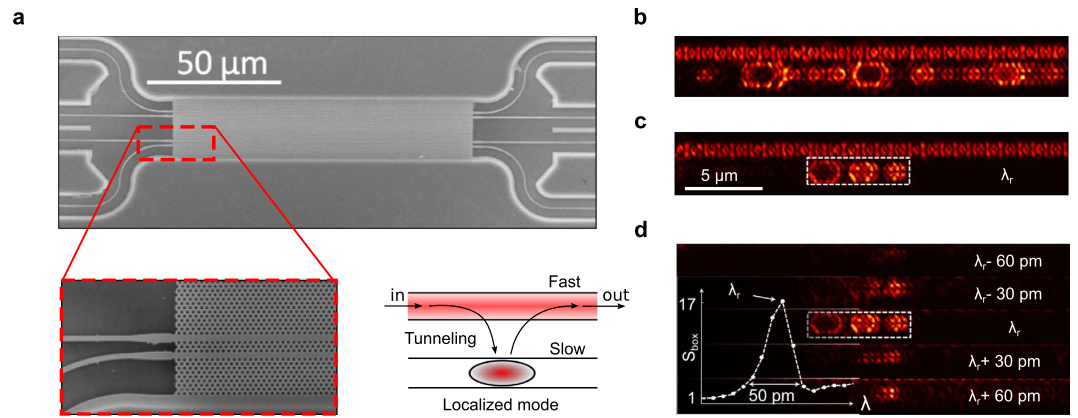 a
50 µm
in
Fast
out
Tunneling
Slow
Localized mode
b
c
5 µm
λr
d
λr- 60 pm
λr- 30 pm
λr
λr+ 30 pm
λr+ 60 pm
λr
17
Sbox
1
50 pm
λ